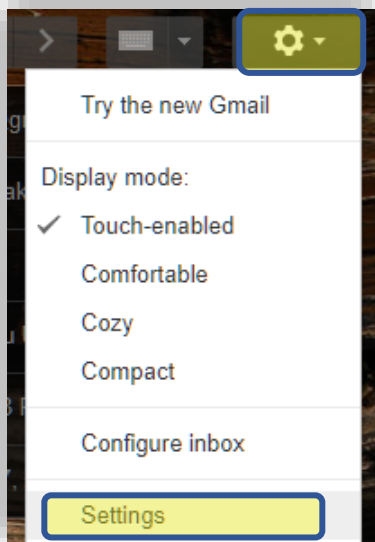 Try the new Gmail
Display mode:
Touch-enabled
Comfortable
Cozy
Compact
Configure inbox
Settings